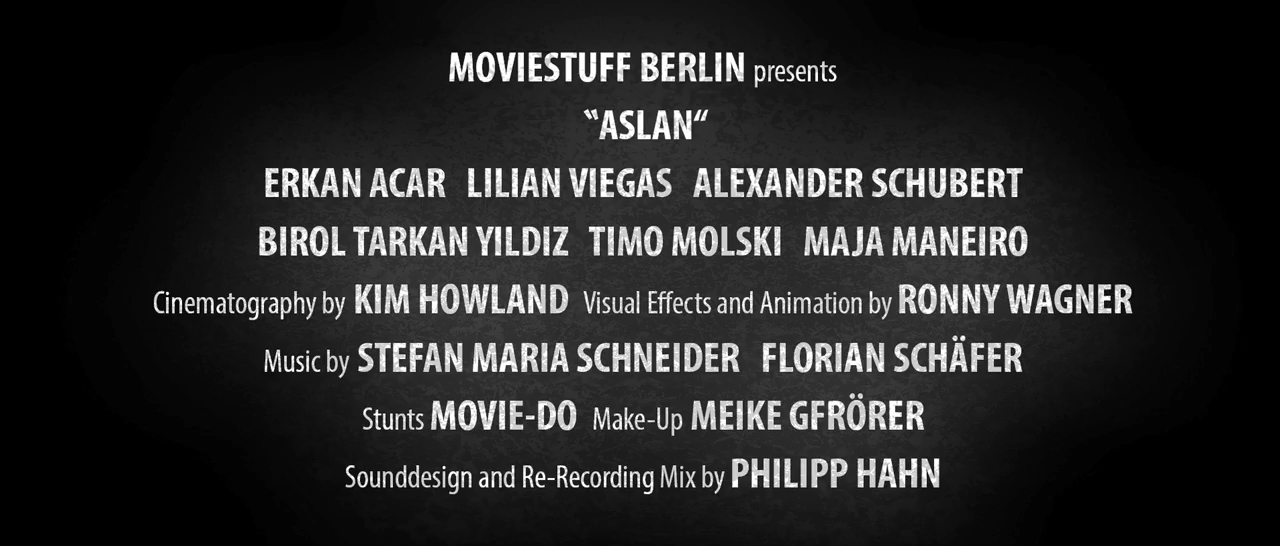 MOVIESTUFF BERLIN presents
‟ASLAN“
ERKAN ACAR LILIAN VIEGAS ALEXANDER SCHUBERT
BIROL TARKAN YILDIZ TIMO MOLSKI MAJA MANEIRO
Cinematography by KIM HOWLAND Visual Effects and Animation by RONNY WAGNER
Music by STEFAN MARIA SCHNEIDER FLORIAN SCHÄFER
Stunts MOVIE-DO Make-Up MEIKE GFRÖRER
Sounddesign and Re-Recording Mix by PHILIPP HAHN